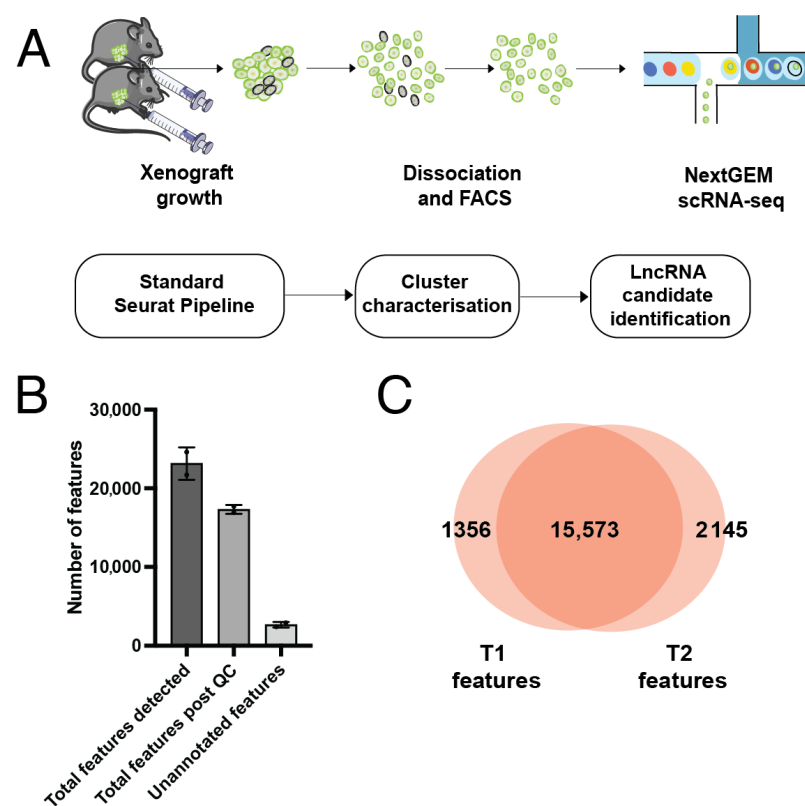 A
Xenograft
growth
Dissociation
and FACS
NextGEM
scRNA-seq
Standard
Seurat Pipeline
Cluster
characterisation
LncRNA
candidate
identification
B
Number of features
30,000
20,000
10,000
0
Total features detected
Total features post QC
Unannotated features
C
1356
15,573
2145
T1
features
T2
features